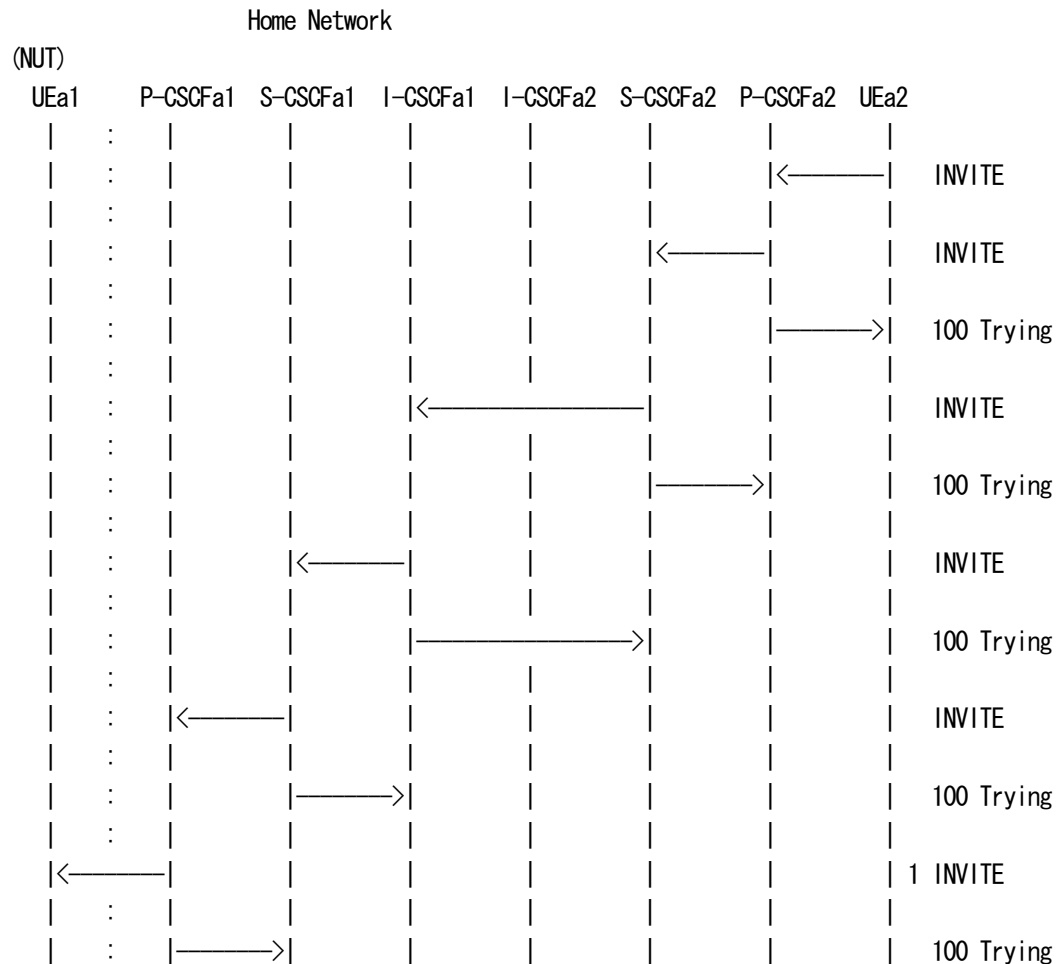 Home Network
(NUT)
UEa1 P-CSCFa1 S-CSCFa1 I-CSCFa1 I-CSCFa2 S-CSCFa2 P-CSCFa2 UEa2
INVITE
INVITE
100 Trying
INVITE
100 Trying
INVITE
100 Trying
INVITE
100 Trying
1 INVITE
100 Trying